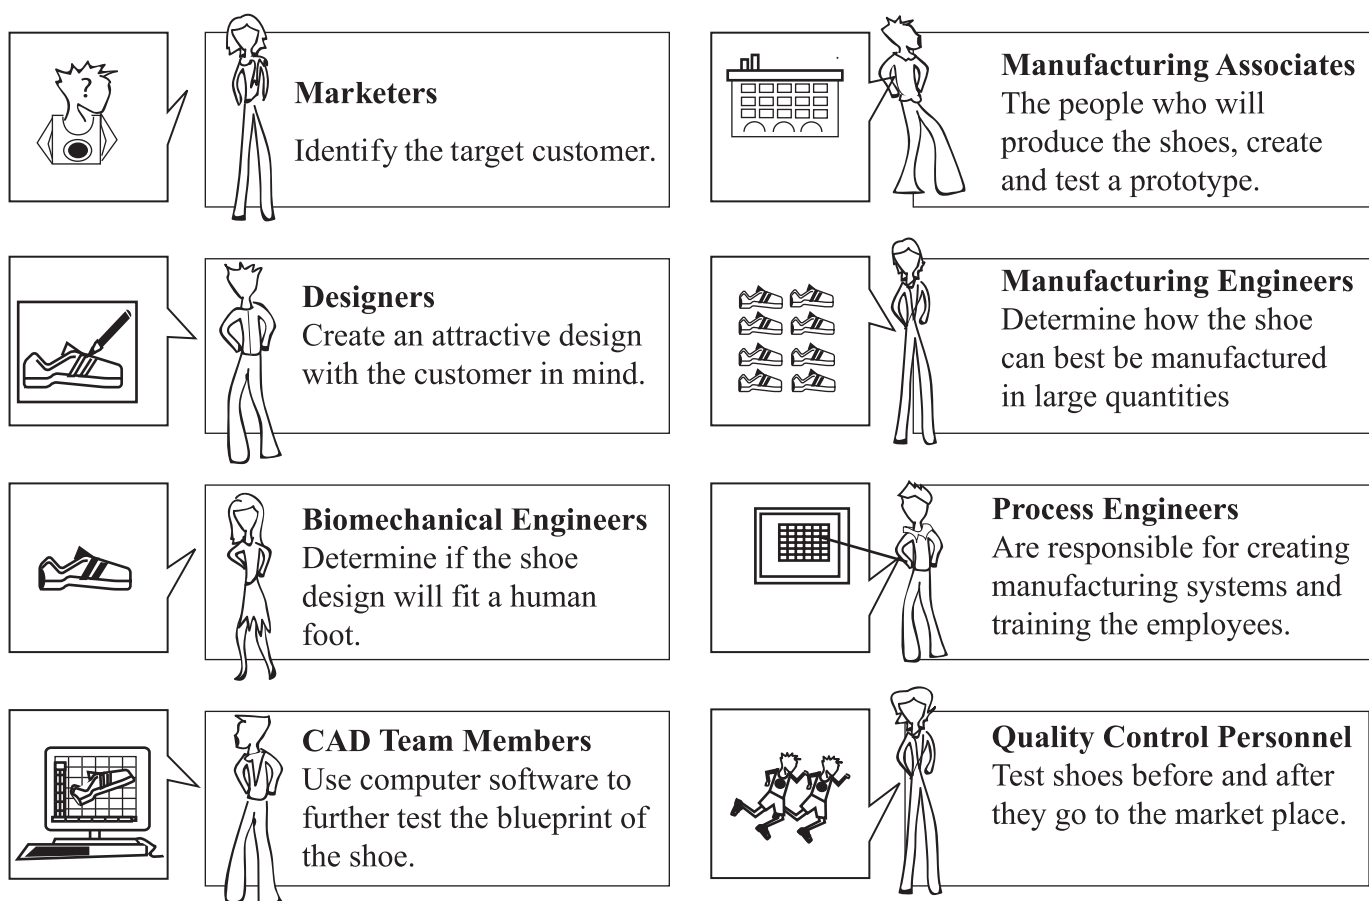 ?
Marketers
Identify the target customer.
Designers
Create an attractive design
with the customer in mind.
Biomechanical Engineers
Determine if the shoe
design will fit a human
foot.
CAD Team Members
Use computer software to
further test the blueprint of
the shoe.
Manufacturing Associates
The people who will
produce the shoes, create
and test a prototype.
Manufacturing Engineers
Determine how the shoe
can best be manufactured
in large quantities
Process Engineers
Are responsible for creating
manufacturing systems and
training the employees.
Quality Control Personnel
Test shoes before and after
they go to the market place.